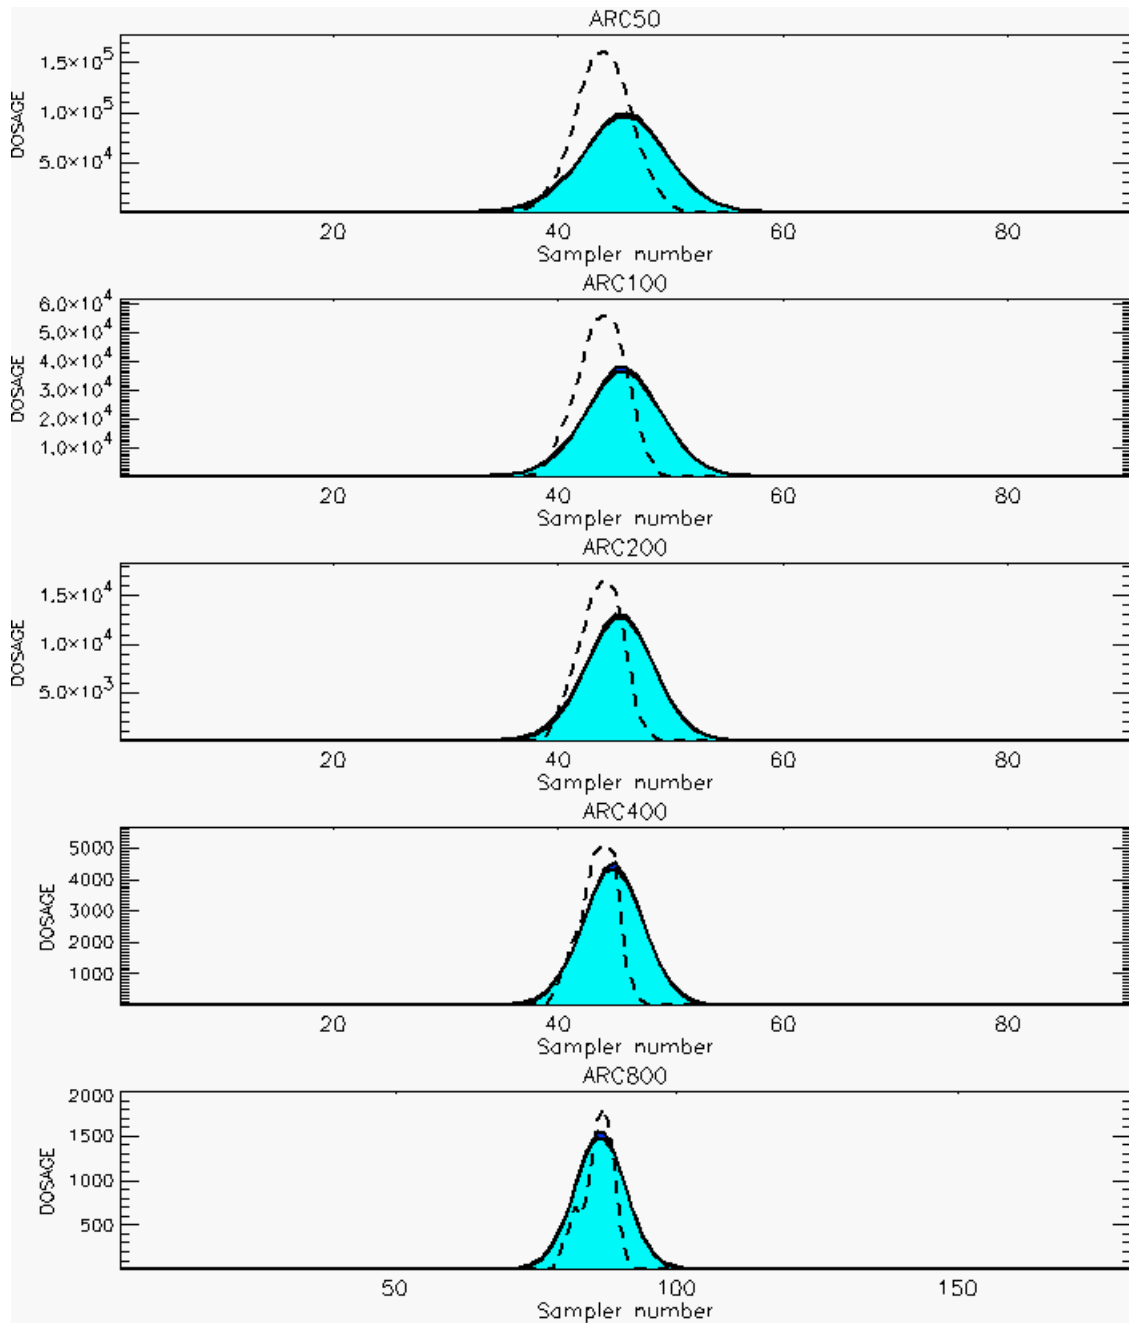 ARC50
1.5×10⁵
1.0×10⁵
5.0×10⁴
DOSAGE
20 40 60 80
Sampler number
ARC100
6.0×10⁴
5.0×10⁴
4.0×10⁴
3.0×10⁴
2.0×10⁴
1.0×10⁴
DOSAGE
20 40 60 80
Sampler number
ARC200
1.5×10⁴
1.0×10⁴
5.0×10³
DOSAGE
20 40 60 80
Sampler number
ARC400
5000
4000
3000
2000
1000
DOSAGE
20 40 60 80
Sampler number
ARC800
2000
1500
1000
500
DOSAGE
50 100 150
Sampler number